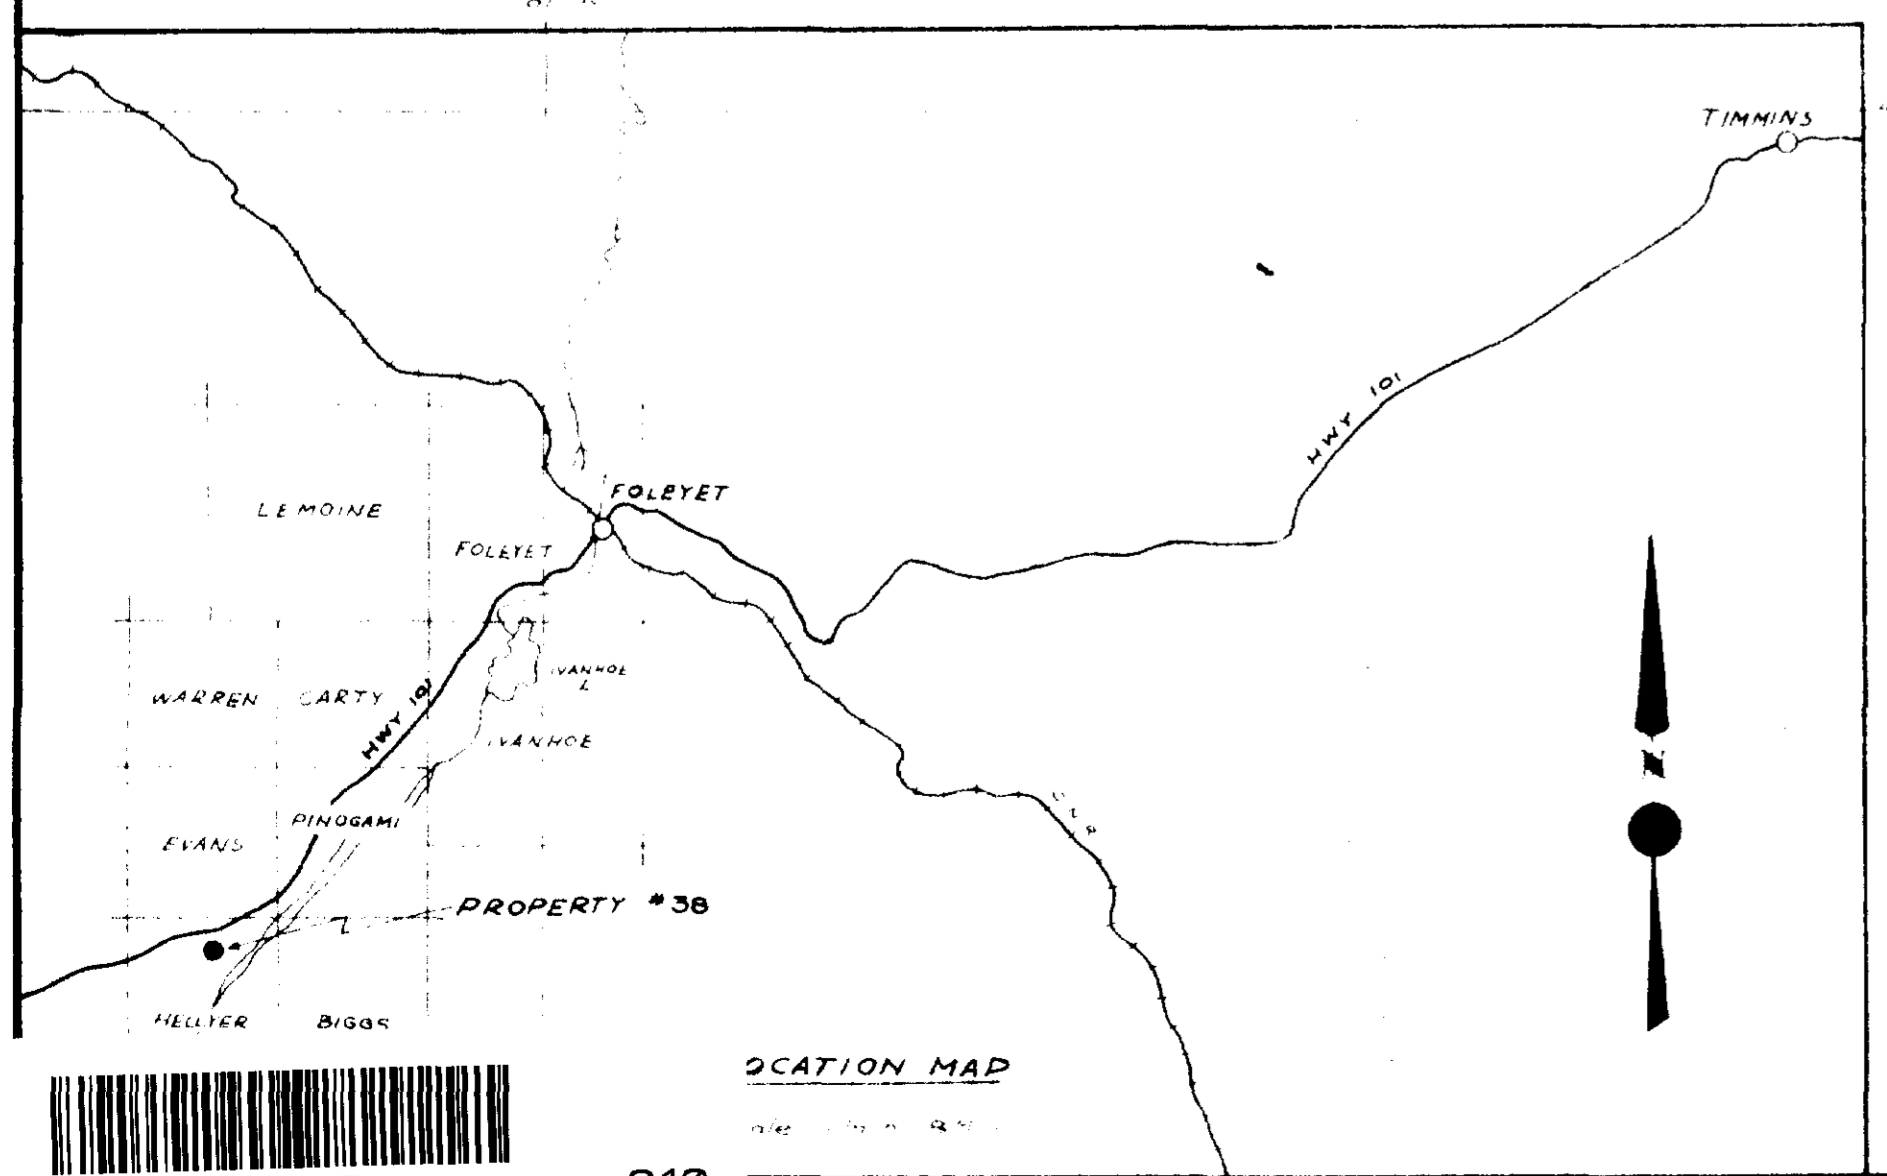 TIMMINS
HWY 101
FOLEYET
LEMOINE
FOLEYET
IVANHOE
L
WARREN
CARTY
HWY 101
IVANHOE
CNR
PINOGAMI
L
EVANS
PROPERTY #38
HELLYER
BIGGS
N
OCATION MAP